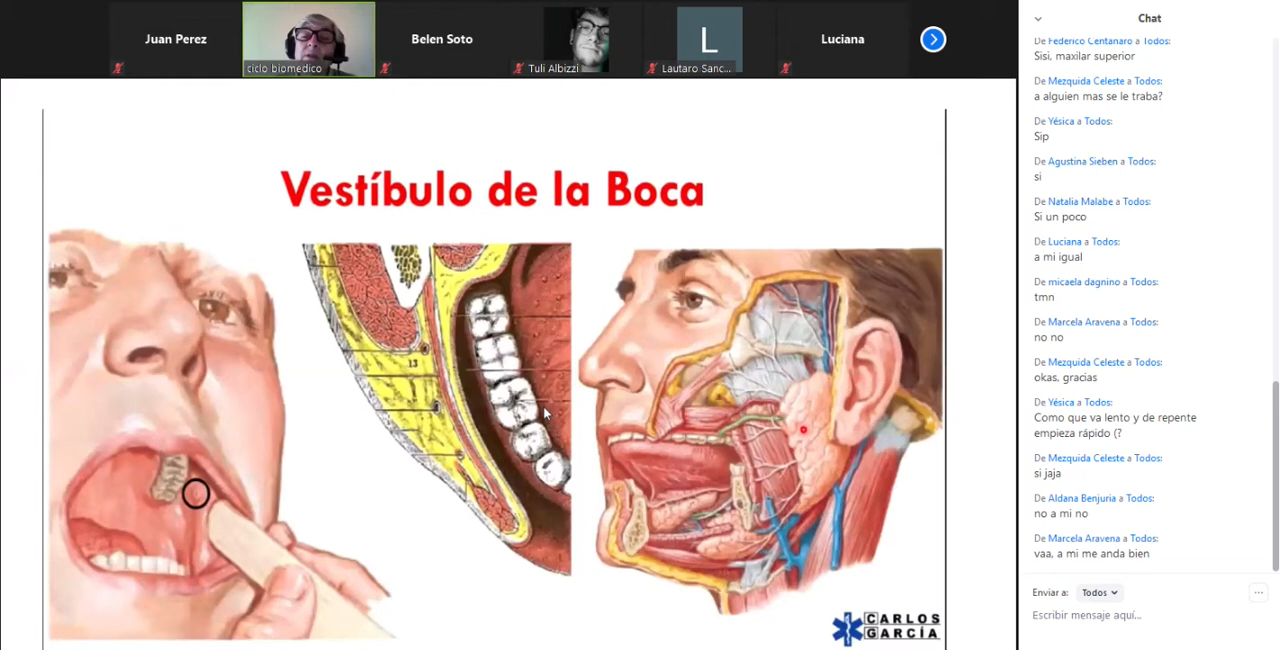 Juan Perez
ciclo biomedico
Belen Soto
Tuli Albizzi
L
Lautaro Sanc...
Luciana
Vestíbulo de la Boca
13
CARLOS
GARCÍA
Chat
De Federico Centanaro a Todos:
Sisi, maxilar superior
De Mezquida Celeste a Todos:
a alguien mas se le traba?
De Yésica a Todos:
Sip
De Agustina Sieben a Todos:
si
De Natalia Malabe a Todos:
Si un poco
De Luciana a Todos:
a mi igual
De micaela dagnino a Todos:
tmn
De Marcela Aravena a Todos:
no no
De Mezquida Celeste a Todos:
okas, gracias
De Yésica a Todos:
Como que va lento y de repente
empieza rápido (?
De Mezquida Celeste a Todos:
si jaja
De Aldana Benjuria a Todos:
no a mi no
De Marcela Aravena a Todos:
vaa, a mi me anda bien
Enviar a: Todos
Escribir mensaje aquí...